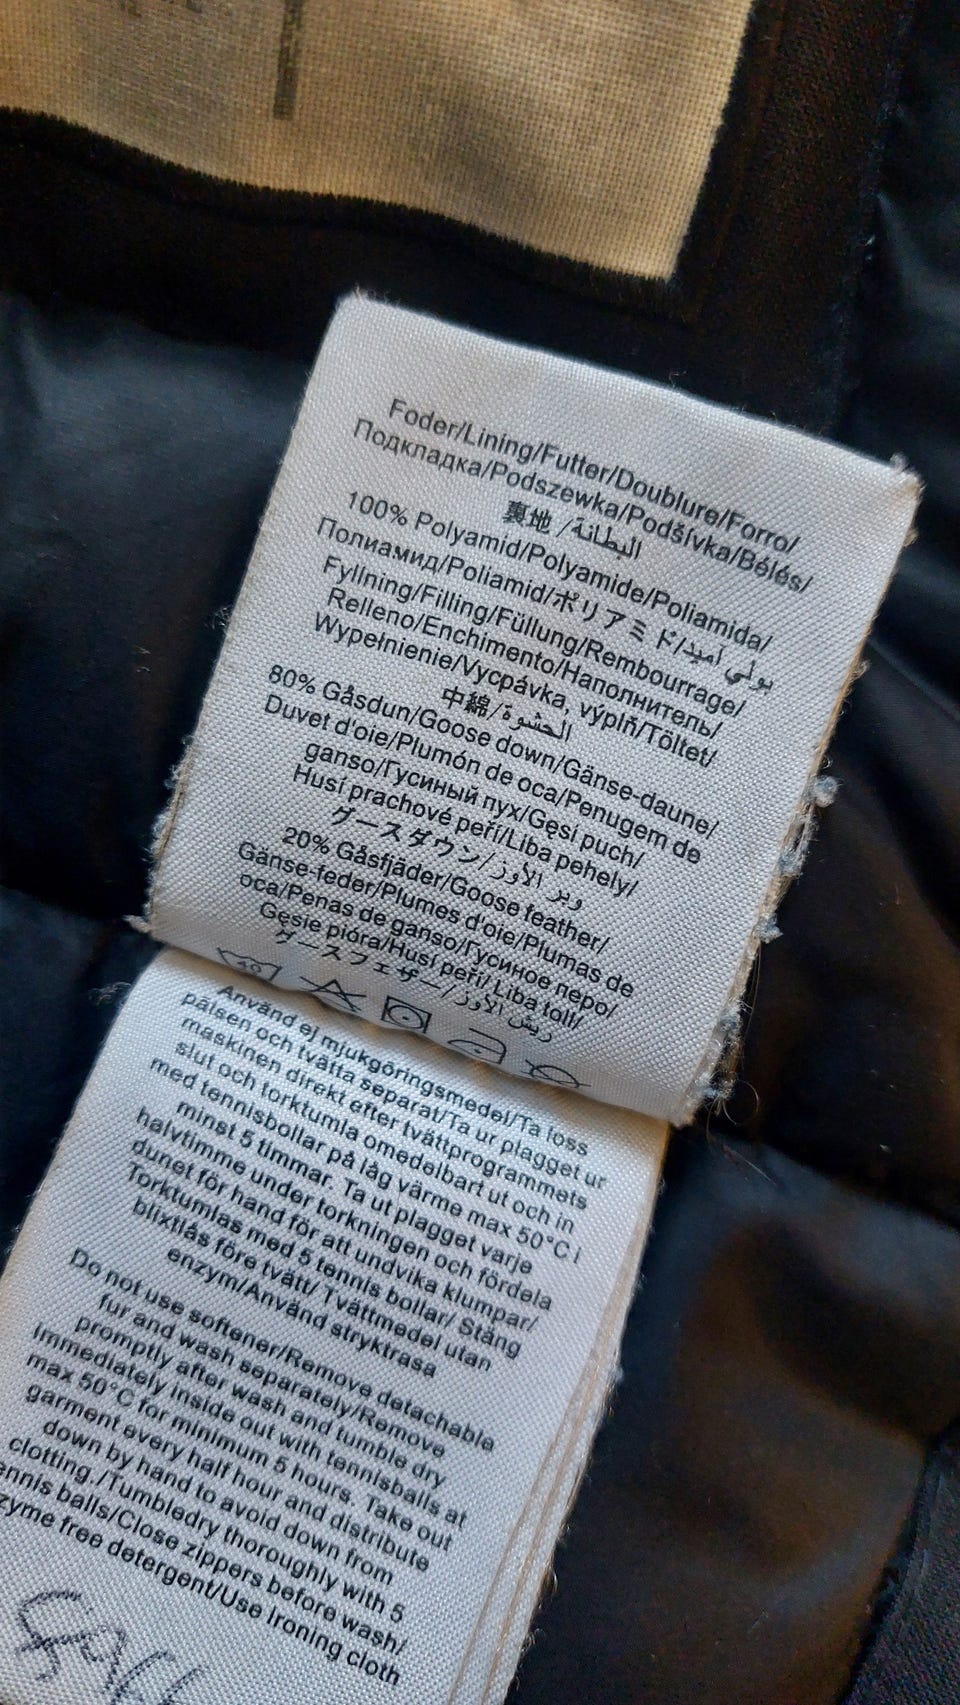 Foder/Lining/Futter/Doublure/Forro/
Подкладка/Podszewka/Podšívka/Bélés/
裏地/البطانة
100% Polyamid/Polyamide/Poliamida/
Полиамид/Poliamid/ポリアミド/بولي أميد
Fyllning/Filling/Füllung/Rembourrage/
Relleno/Enchimento/Наполнитель/
Wypełnienie/Vycpávka, výplň/Töltet/
中綿/الحشوة
80% Gåsdun/Goose down/Gänse-daune/
Duvet d'oie/Plumón de oca/Penugem de
ganso/Гусиный пух/Gęsi puch/
Husí prachové peří/Liba pehely/
グースダウン/وبر الأوز
20% Gåsfjäder/Goose feather/
Gänse-feder/Plumes d'oie/Plumas de
oca/Penas de ganso/Гусиное перо/
Gęsie pióra/Husí peří/Liba toll/
グースフェザー/ريش الأوز
40
Använd ej mjukgöringsmedel/Ta loss
pälsen och tvätta separat/Ta ur plagget ur
maskinen direkt efter tvättprogrammets
slut och torktumla omedelbart ut och in
med tennisbollar på låg värme max 50°C i
minst 5 timmar. Ta ut plagget varje
halvtimme under torkningen och fördela
dunet för hand för att undvika klumpar/
Torktumlas med 5 tennis bollar/ Stäng
blixtlås före tvätt/ Tvättmedel utan
enzym/Använd stryktrasa
Do not use softener/Remove detachable
fur and wash separately/Remove
promptly after wash and tumble dry
immediately inside out with tennisballs at
max 50°C for minimum 5 hours. Take out
garment every half hour and distribute
down by hand to avoid down from
clotting./Tumbledry thoroughly with 5
ennis balls/Close zippers before wash/
zyme free detergent/Use Ironing cloth